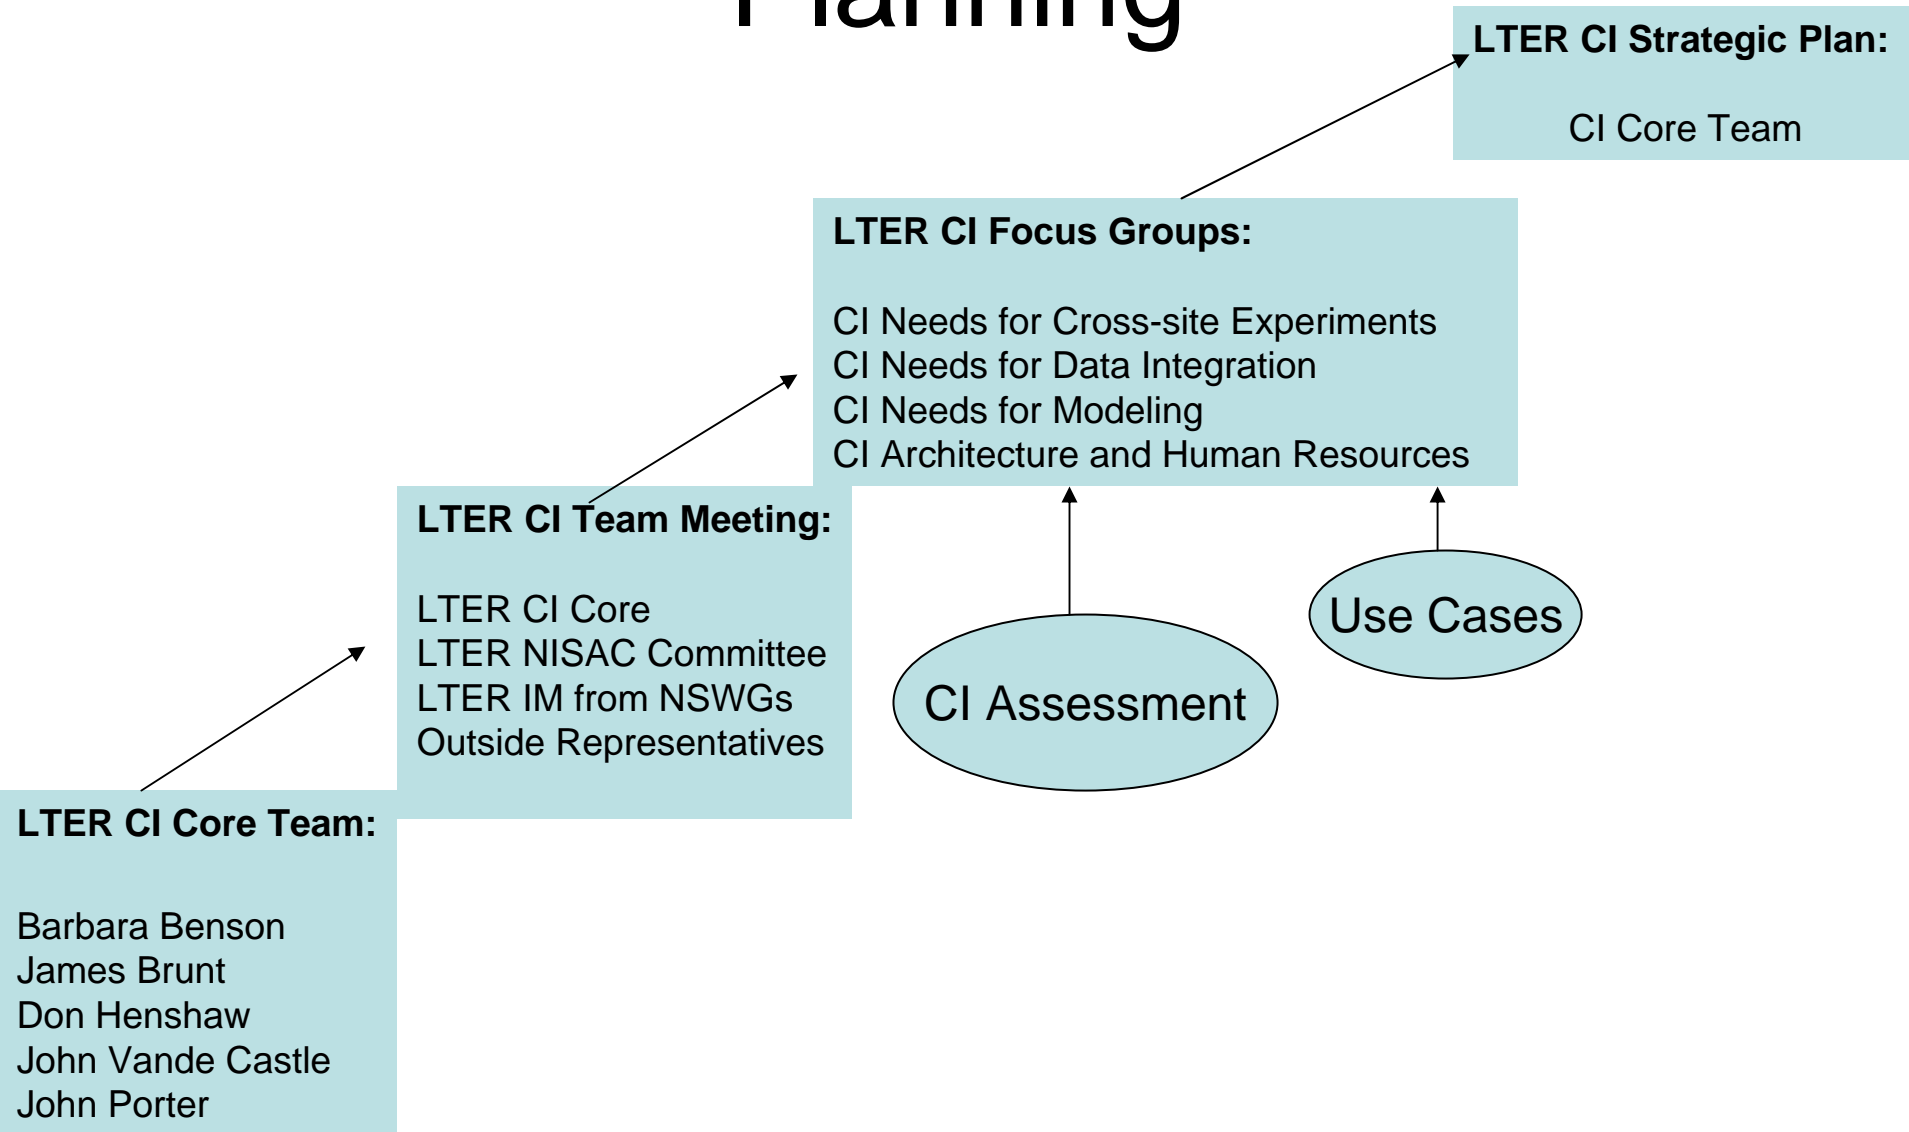 Planning
LTER CI Strategic Plan:
CI Core Team
LTER CI Focus Groups:
CI Needs for Cross-site Experiments
CI Needs for Data Integration
CI Needs for Modeling
CI Architecture and Human Resources
LTER CI Team Meeting:
LTER CI Core
LTER NISAC Committee
LTER IM from NSWGs
Outside Representatives
Use Cases
CI Assessment
LTER CI Core Team:
Barbara Benson
James Brunt
Don Henshaw
John Vande Castle
John Porter